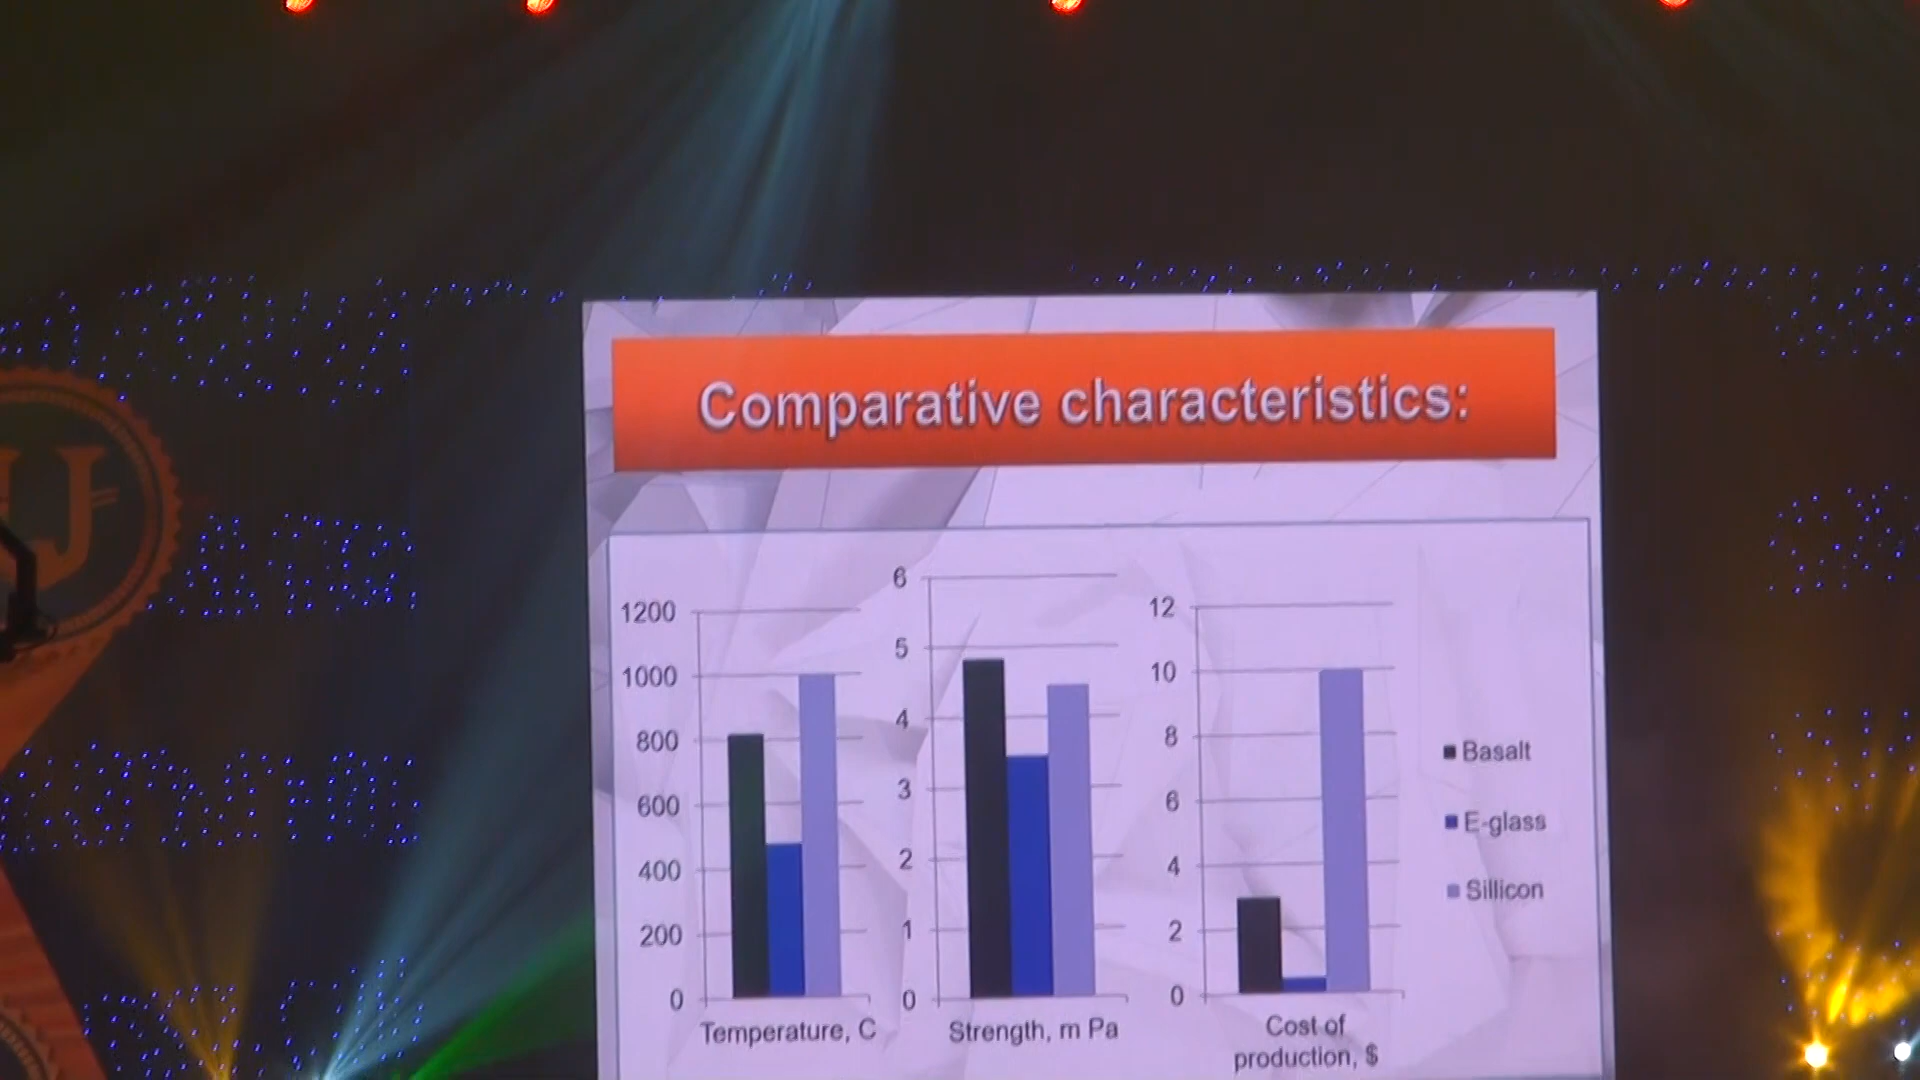 Comparative characteristics:
1200
1000
800
600
400
200
0
Temperature, C
6
5
4
3
2
1
0
Strength, m Pa
12
10
8
6
4
2
0
Cost of
production, $
Basalt
E-glass
Sillicon